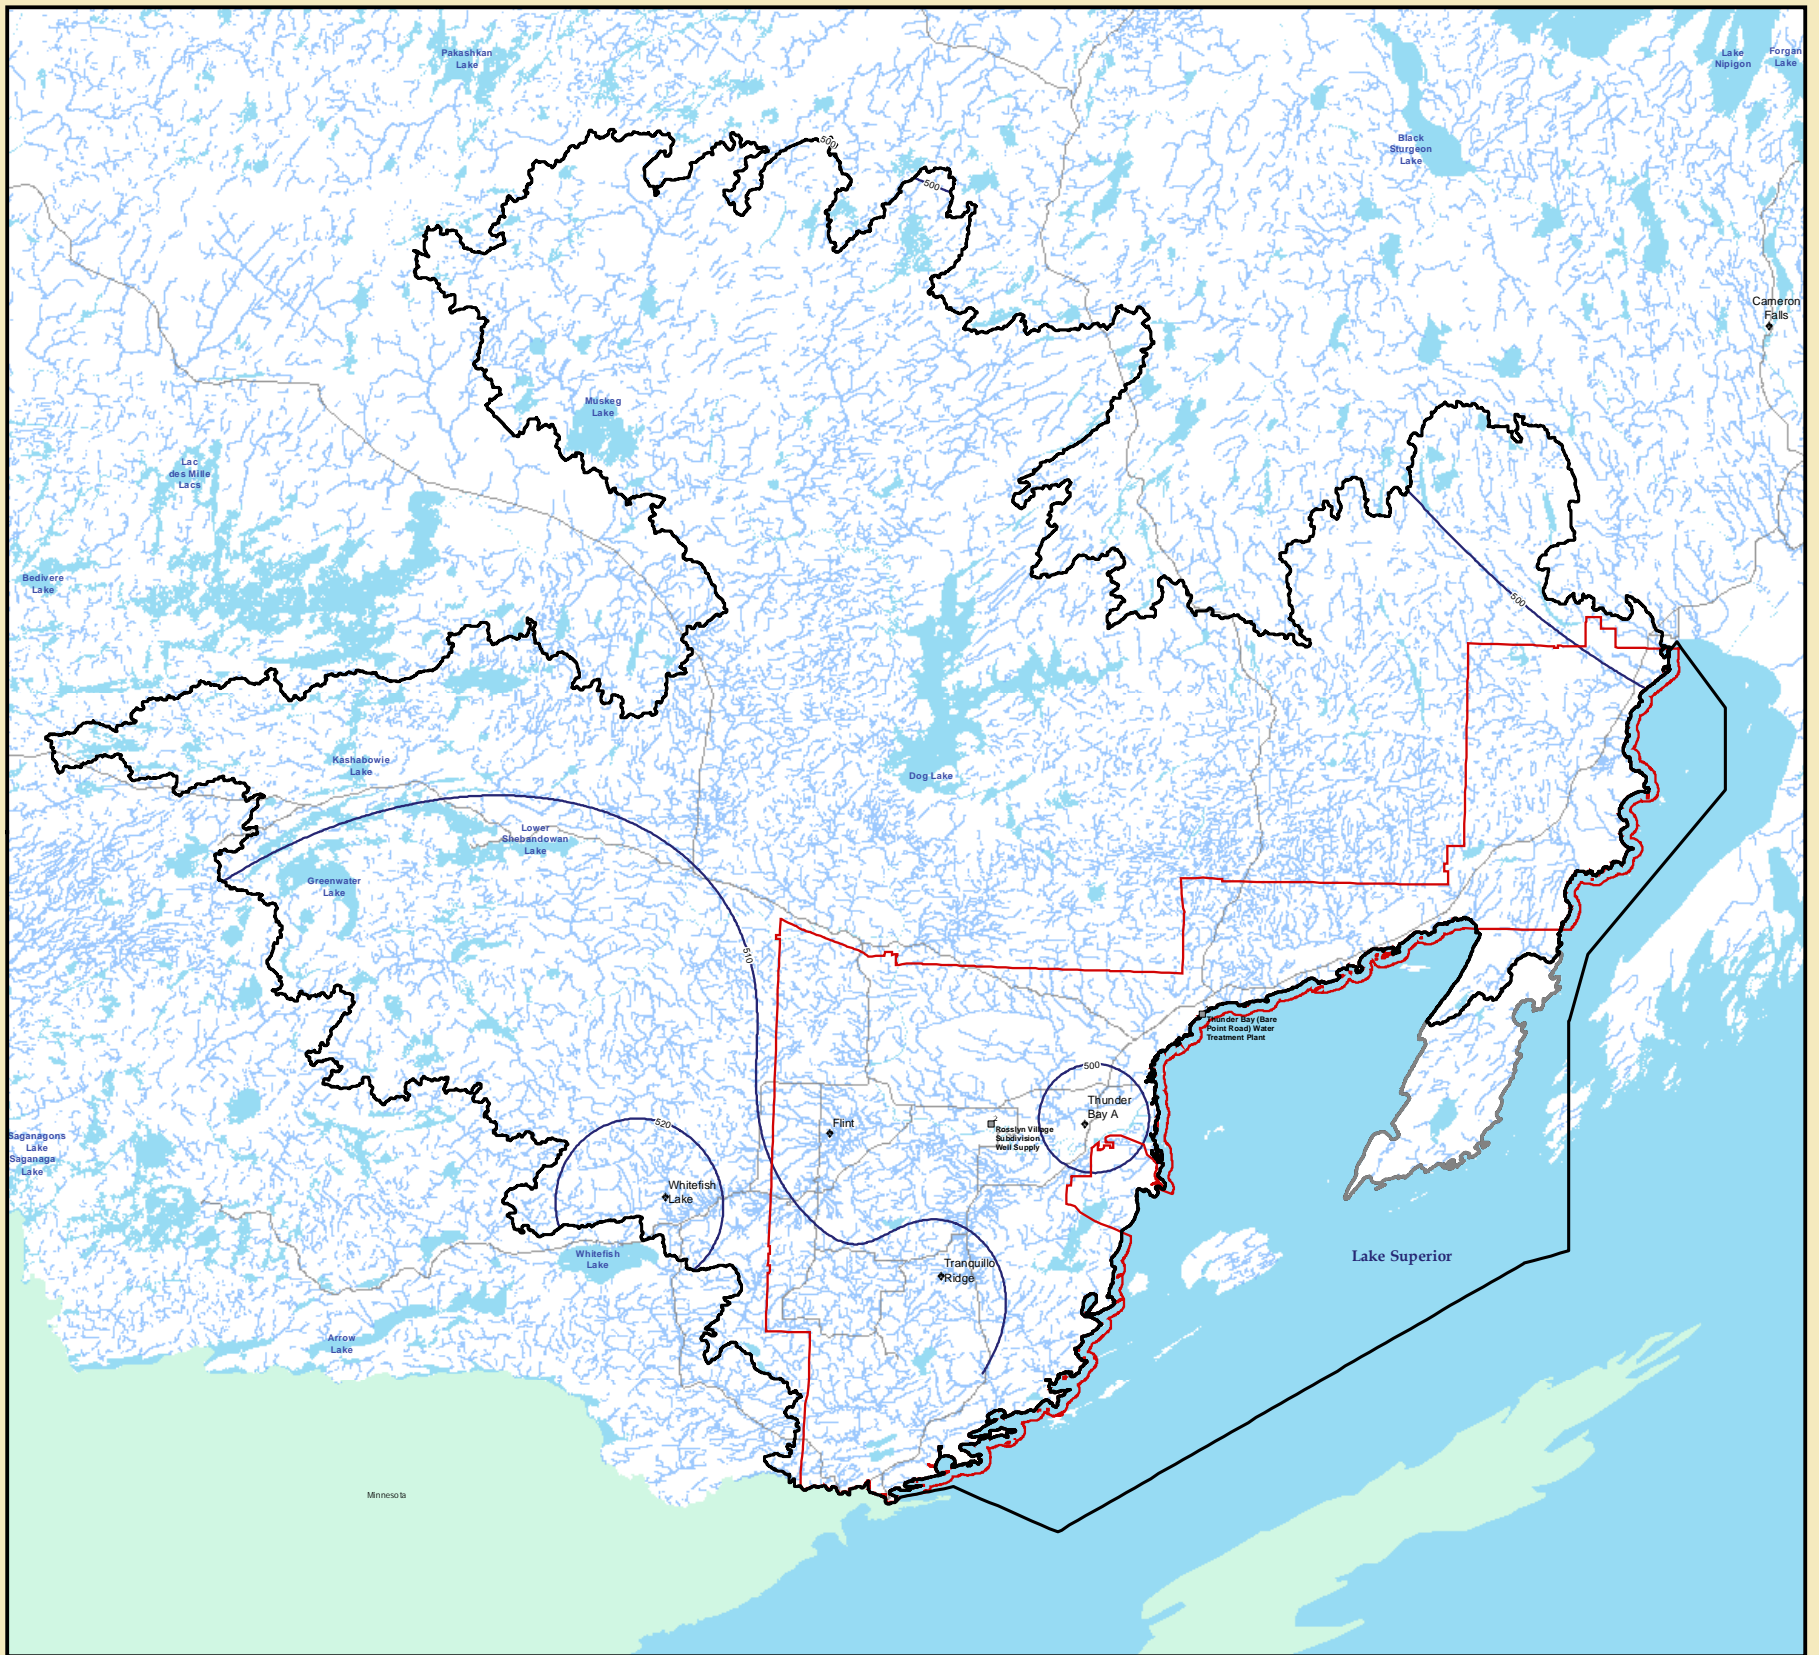 Pakashkan
Lake
Lake
Nipigon
Forgan
Lake
Black
Sturgeon
Lake
500
500
Cameron
Falls
Muskeg
Lake
Lac
des Mille
Lacs
Bedivere
Lake
500
Kashabowie
Lake
Dog Lake
Lower
Shebandowan
Lake
Greenwater
Lake
510
Thunder Bay (Bare
Point Road) Water
Treatment Plant
500
Thunder
Bay A
Flint
Rosslyn Village
Subdivision
Well Supply
520
Saganagons
Lake
Saganaga
Lake
Whitefish
Lake
Whitefish
Lake
Tranquillo
Ridge
Lake Superior
Arrow
Lake
Minnesota